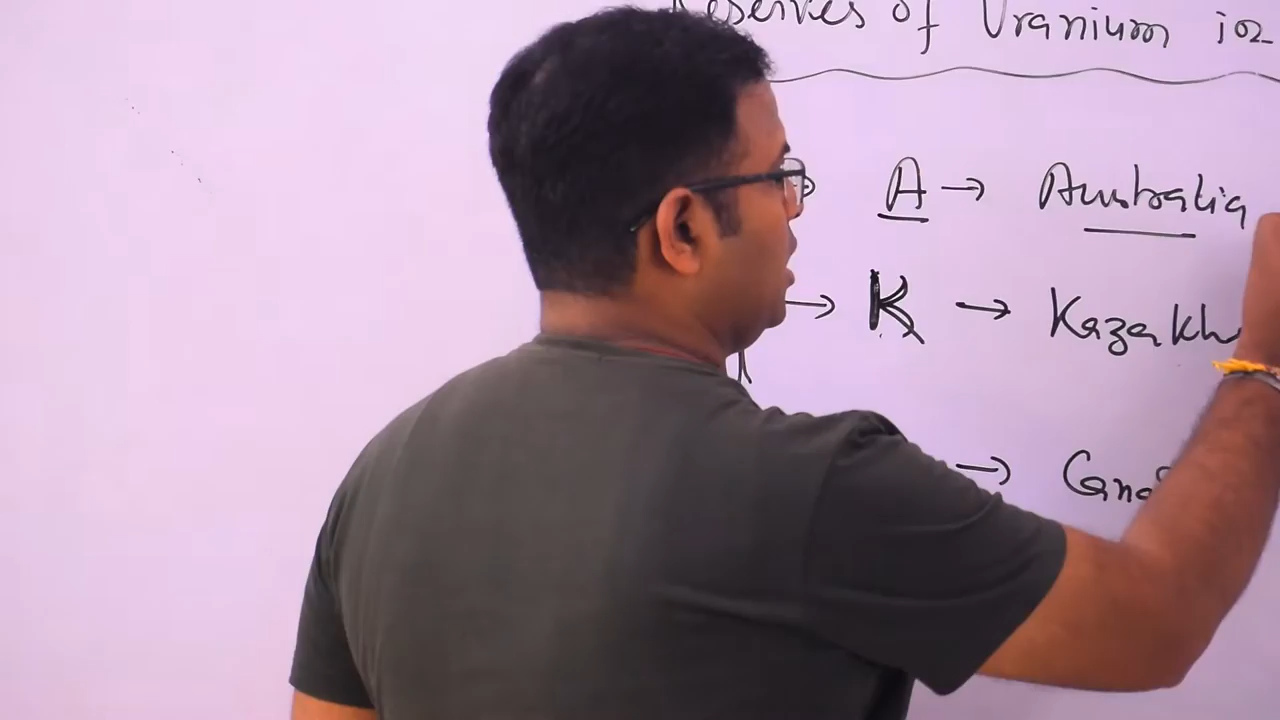 Reserves of Uranium in
A → Australia
→ K → Kazakh
→ Cana